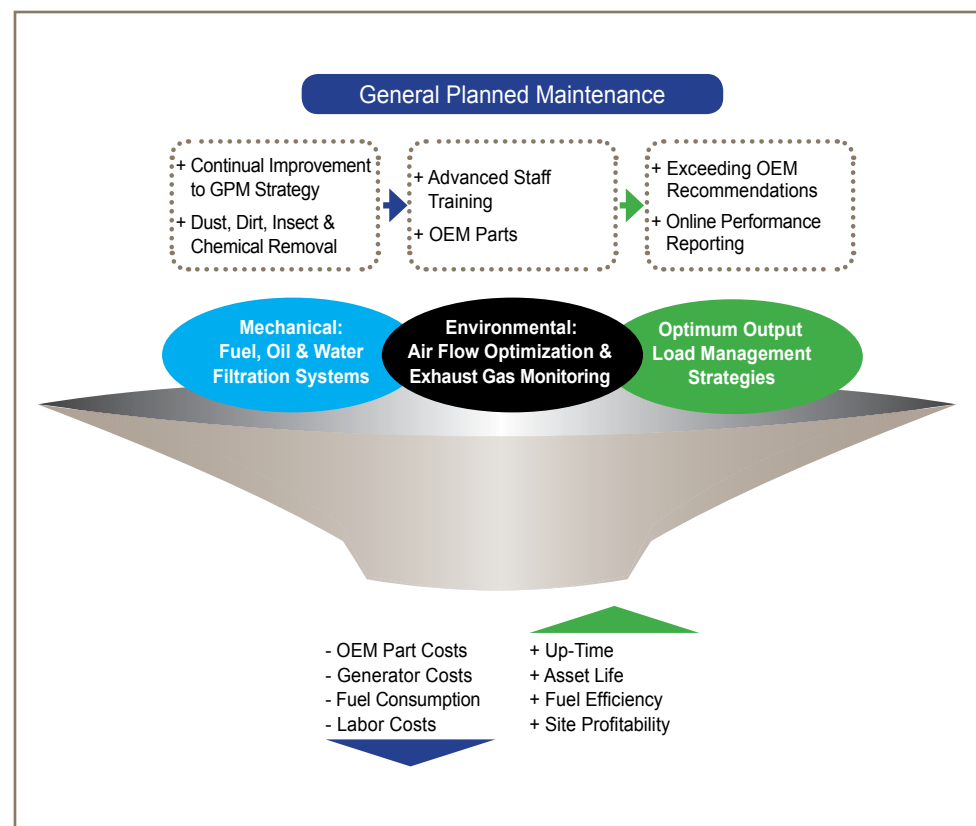 General Planned Maintenance
+ Continual Improvement
to GPM Strategy
+ Dust, Dirt, Insect &
Chemical Removal
+ Advanced Staff
Training
+ OEM Parts
+ Exceeding OEM
Recommendations
+ Online Performance
Reporting
Mechanical:
Fuel, Oil & Water
Filtration Systems
Environmental:
Air Flow Optimization &
Exhaust Gas Monitoring
Optimum Output
Load Management
Strategies
- OEM Part Costs
- Generator Costs
- Fuel Consumption
- Labor Costs
+ Up-Time
+ Asset Life
+ Fuel Efficiency
+ Site Profitability